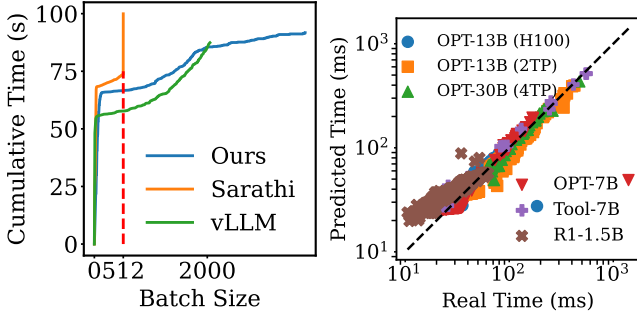 Cumulative Time (s)
100
75
50
25
0
Ours
Sarathi
vLLM
0 512 2000
Batch Size
Predicted Time (ms)
10³
10²
10¹
OPT-13B (H100)
OPT-13B (2TP)
OPT-30B (4TP)
OPT-7B
Tool-7B
R1-1.5B
10¹ 10² 10³
Real Time (ms)